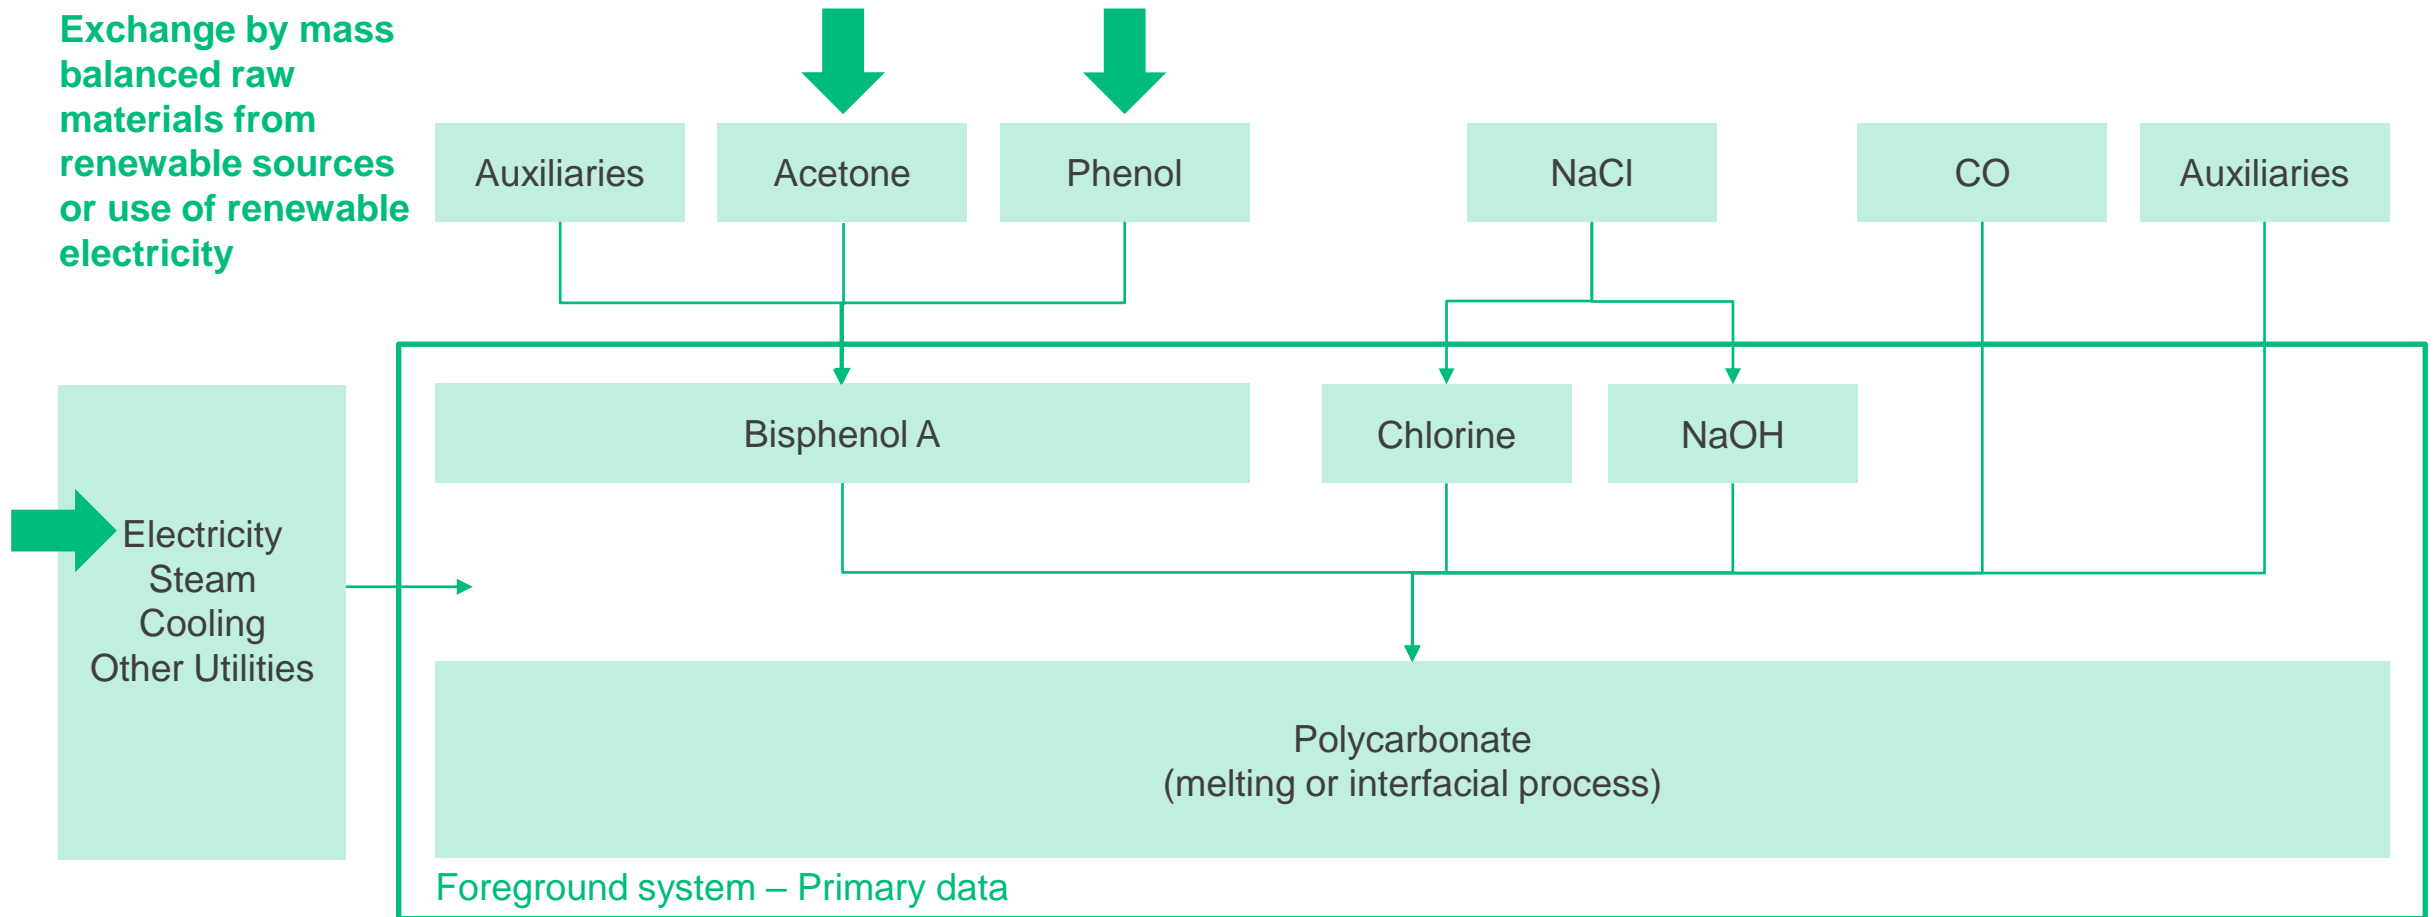 Exchange by mass
balanced raw
materials from
renewable sources
or use of renewable
electricity
Auxiliaries
Acetone
Phenol
NaCl
CO
Auxiliaries
Bisphenol A
Chlorine
NaOH
Electricity
Steam
Cooling
Other Utilities
Polycarbonate
(melting or interfacial process)
Foreground system – Primary data